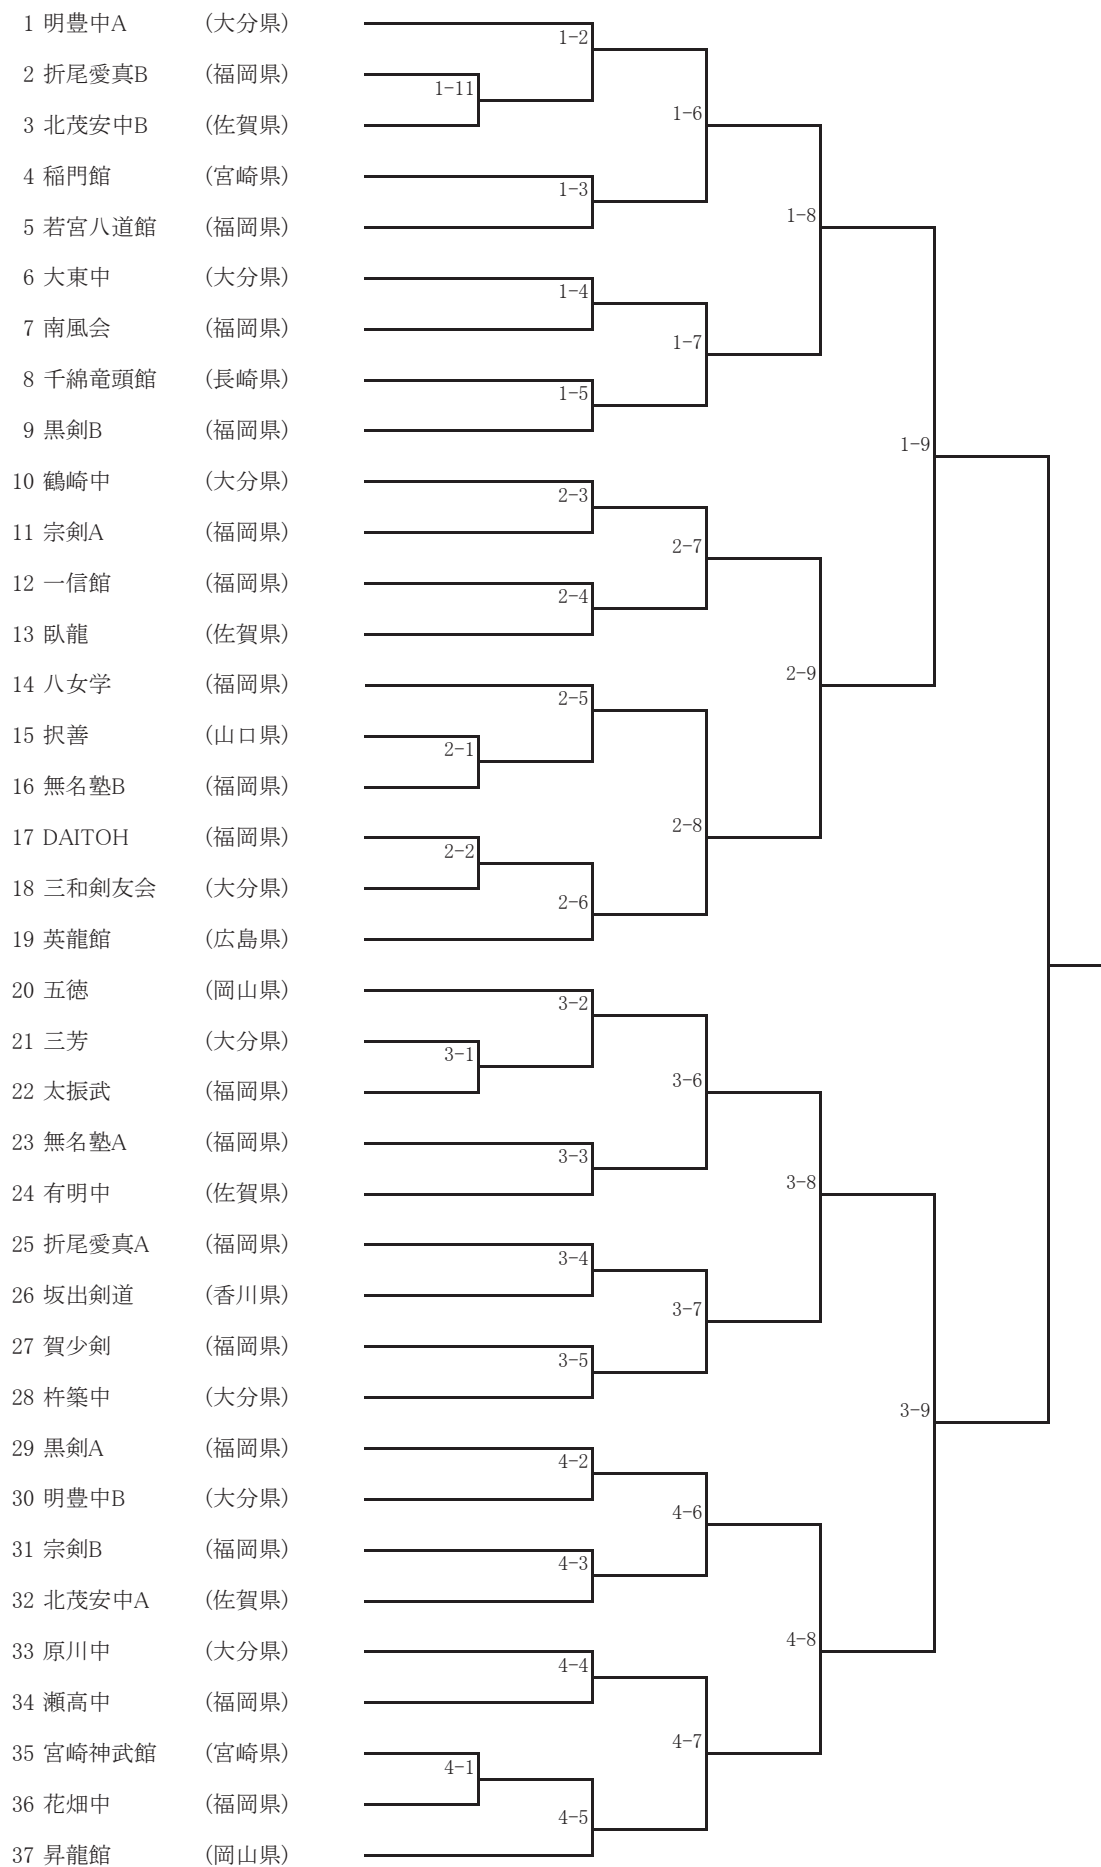 1 明豊中A (大分県)
1-2
2 折尾愛真B (福岡県)
1-11
3 北茂安中B (佐賀県)
1-6
4 稲門館 (宮崎県)
1-3
5 若宮八道館 (福岡県)
1-8
6 大東中 (大分県)
1-4
7 南風会 (福岡県)
1-7
8 千綿竜頭館 (長崎県)
1-5
9 黒剣B (福岡県)
1-9
10 鶴崎中 (大分県)
2-3
11 宗剣A (福岡県)
2-7
12 一信館 (福岡県)
2-4
13 臥龍 (佐賀県)
2-9
14 八女学 (福岡県)
2-5
15 択善 (山口県)
2-1
16 無名塾B (福岡県)
2-8
17 DAITOH (福岡県)
2-2
18 三和剣友会 (大分県)
2-6
19 英龍館 (広島県)
20 五徳 (岡山県)
3-2
21 三芳 (大分県)
3-1
22 太振武 (福岡県)
3-6
23 無名塾A (福岡県)
3-3
24 有明中 (佐賀県)
3-8
25 折尾愛真A (福岡県)
3-4
26 坂出剣道 (香川県)
3-7
27 賀少剣 (福岡県)
3-5
28 杵築中 (大分県)
3-9
29 黒剣A (福岡県)
4-2
30 明豊中B (大分県)
4-6
31 宗剣B (福岡県)
4-3
32 北茂安中A (佐賀県)
4-8
33 原川中 (大分県)
4-4
34 瀬高中 (福岡県)
4-7
35 宮崎神武館 (宮崎県)
4-1
36 花畑中 (福岡県)
4-5
37 昇龍館 (岡山県)